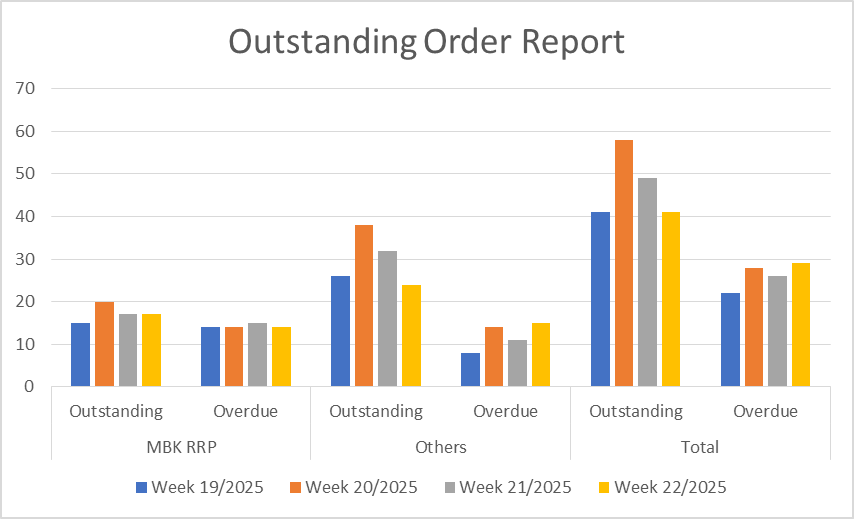 Outstanding Order Report
70
60
50
40
30
20
10
0
Outstanding Overdue Outstanding Overdue Outstanding Overdue
MBK RRP Others Total
Week 19/2025 Week 20/2025 Week 21/2025 Week 22/2025